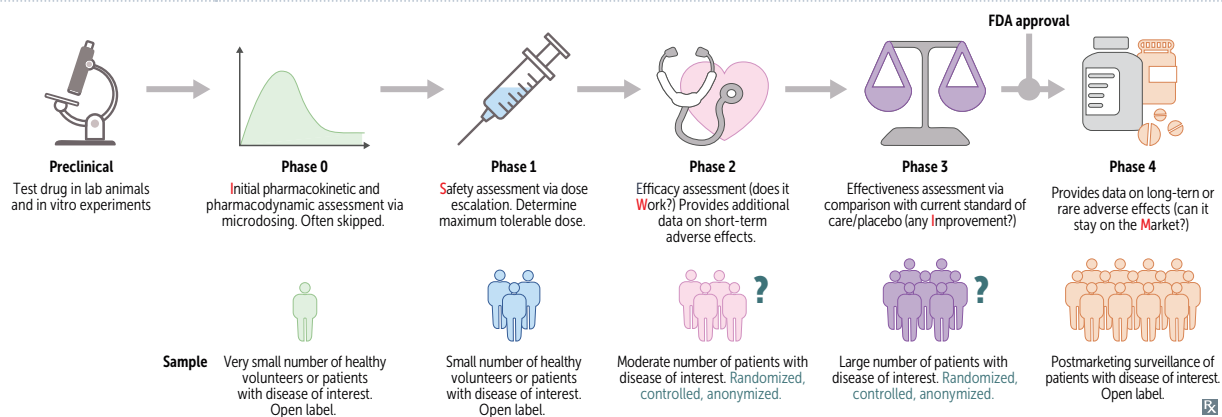 FDA approval
Preclinical
Test drug in lab animals
and in vitro experiments
Phase 0
Initial pharmacokinetic and
pharmacodynamic assessment via
microdosing. Often skipped.
Phase 1
Safety assessment via dose
escalation. Determine
maximum tolerable dose.
Phase 2
Efficacy assessment (does it
Work?) Provides additional
data on short-term
adverse effects.
Phase 3
Effectiveness assessment via
comparison with current standard of
care/placebo (any Improvement?)
Phase 4
Provides data on long-tern or
rare adverse effects (can it
stay on the Market?)
?
?
Sample
Very small number of healthy
volunteers or patients
with disease of interest.
Open label.
Small number of healthy
volunteers or patients
with disease of interest.
Open label.
Moderate number of patients with
disease of interest. Randomized,
controlled, anonymized.
Large number of patients with
disease of interest. Randomized,
controlled, anonymized.
Postmarketing surveillance of
patients with disease of interest.
Open label.
Rx